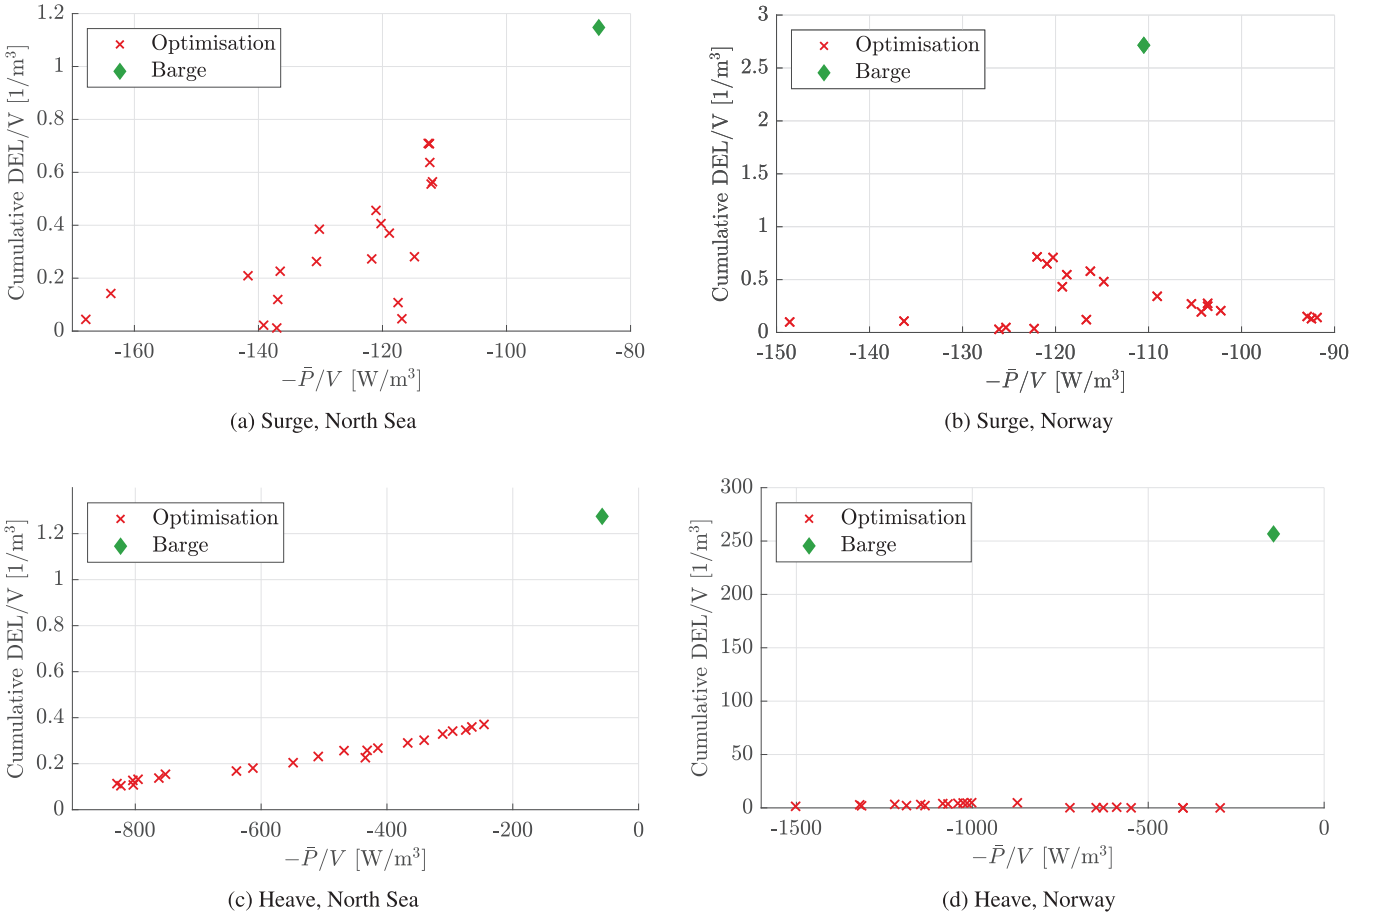 1.2
1
0.8
0.6
0.4
0.2
0
Cumulative DEL/V [1/m³]
Optimisation
Barge
-160 -140 -120 -100 -80
−P̄/V [W/m³]
(a) Surge, North Sea
3
2.5
2
1.5
1
0.5
0
Cumulative DEL/V [1/m³]
Optimisation
Barge
-150 -140 -130 -120 -110 -100 -90
−P̄/V [W/m³]
(b) Surge, Norway
1.2
1
0.8
0.6
0.4
0.2
0
Cumulative DEL/V [1/m³]
Optimisation
Barge
-800 -600 -400 -200 0
−P̄/V [W/m³]
(c) Heave, North Sea
300
250
200
150
100
50
0
Cumulative DEL/V [1/m³]
Optimisation
Barge
-1500 -1000 -500 0
−P̄/V [W/m³]
(d) Heave, Norway